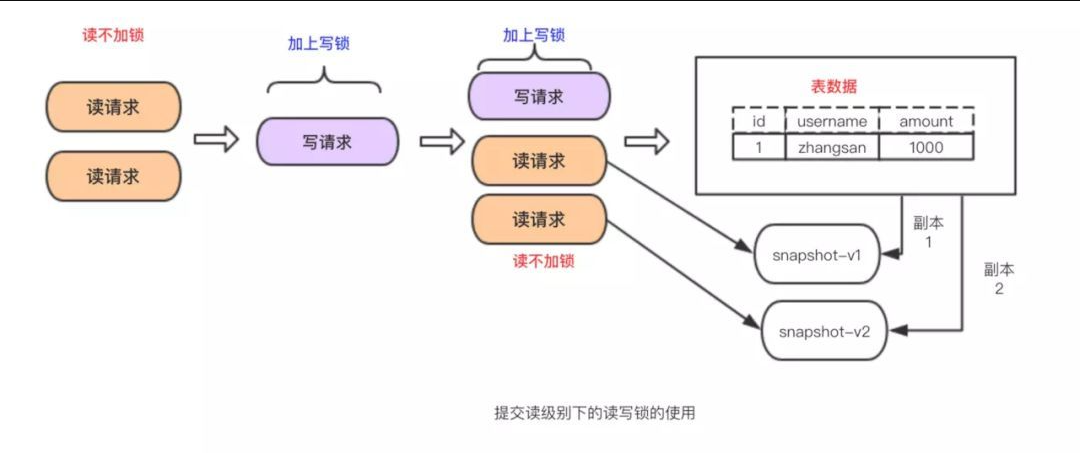 读不加锁
读请求
读请求
加上写锁
写请求
加上写锁
写请求
读请求
读请求
读不加锁
表数据
id username amount
1 zhangsan 1000
副本
1
副本
2
snapshot-v1
snapshot-v2
提交读级别下的读写锁的使用